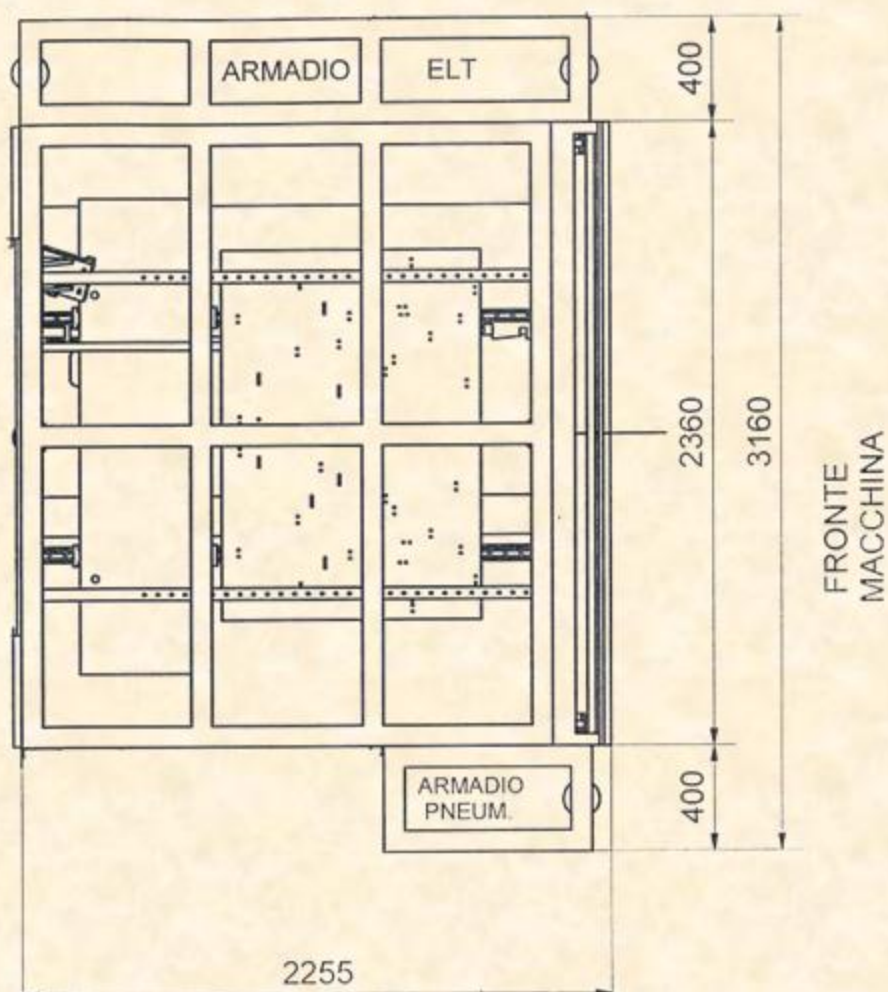 ARMADIO ELT
400
2360
3160
FRONTE
MACCHINA
ARMADIO
PNEUM.
400
2255